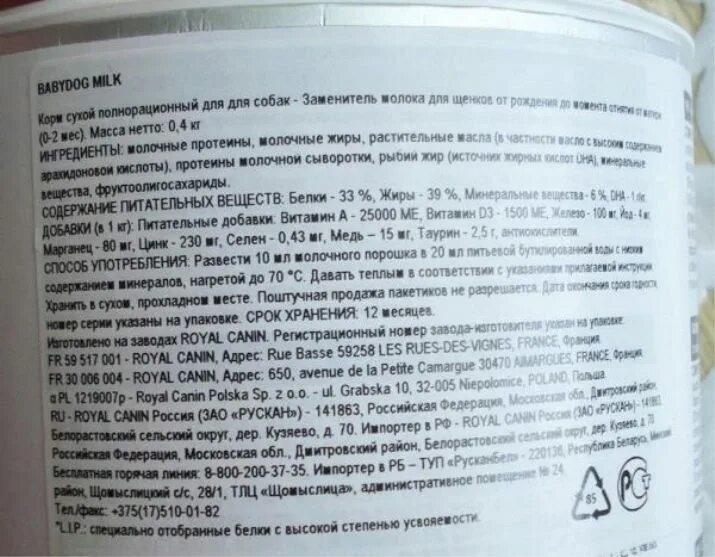 BABYDOG MILK
Корм сухой полнорационный для для собак - Заменитель молока для щенков от рождения до момента отнятия от матери
(0-2 мес). Масса нетто: 0,4 кг
ИНГРЕДИЕНТЫ: молочные протеины, молочные жиры, растительные масла (в частности масло с высоким содержанием
арахидоновой кислоты), протеины молочной сыворотки, рыбий жир (источник жирных кислот DHA), минеральные
вещества, фруктоолигосахариды.
СОДЕРЖАНИЕ ПИТАТЕЛЬНЫХ ВЕЩЕСТВ: Белки - 33 %, Жиры - 39 %, Минеральные вещества - 6 %, DHA -
ДОБАВКИ (в 1 кг): Питательные добавки: Витамин А - 25000 МЕ, Витамин D3 - 1500 МЕ, Железо - 100 мг, Йод - 4 мг,
Марганец - 80 мг, Цинк - 230 мг, Селен - 0,43 мг, Медь – 15 мг, Таурин - 2,5 г, антиокислители.
СПОСОБ УПОТРЕБЛЕНИЯ: Развести 10 мл молочного порошка в 20 мл питьевой бутилированной воды с низким
содержанием минералов, нагретой до 70 °C. Давать теплым в соответствии с указаниями прилагаемой инструкции.
Хранить в сухом, прохладном месте. Поштучная продажа пакетиков не разрешается. Дата окончания срока годности,
номер серии указаны на упаковке. СРОК ХРАНЕНИЯ: 12 месяцев.
Изготовлено на заводах ROYAL CANIN. Регистрационный номер завода-изготовителя указан на упаковке:
FR 59 517 001 - ROYAL CANIN, Адрес: Rue Basse 59258 LES RUES-DES-VIGNES, FRANCE, Франция.
FR 30 006 004 - ROYAL CANIN, Адрес: 650, avenue de la Petite Camargue 30470 AIMARGUES, FRANCE, Франция.
α PL 1219007p - Royal Canin Polska Sp. z o.o. - ul. Grabska 10, 32-005 Niepolomice, POLAND, Польша.
RU - ROYAL CANIN Россия (ЗАО «РУСКАН») - 141863, Российская Федерация, Московская обл., Дмитровский район,
Белорастовский сельский округ, дер. Кузяево, д. 70. Импортер в РФ - ROYAL CANIN Россия (ЗАО «РУСКАН») - 141863,
Российская Федерация, Московская обл., Дмитровский район, Белорастовский сельский округ, дер. Кузяево, д. 70
Бесплатная горячая линия: 8-800-200-37-35. Импортер в РБ – ТУП «РусканБел» - 220136, Республика Беларусь, Минский
район, Щомыслицкий с/с, 28/1, ТЛЦ «Щомыслица», административное помещение № 24.
Тел./факс: +375(17)510-01-82
*L.I.P.: специально отобранные белки с высокой степенью усвояемости.
85
РСТ